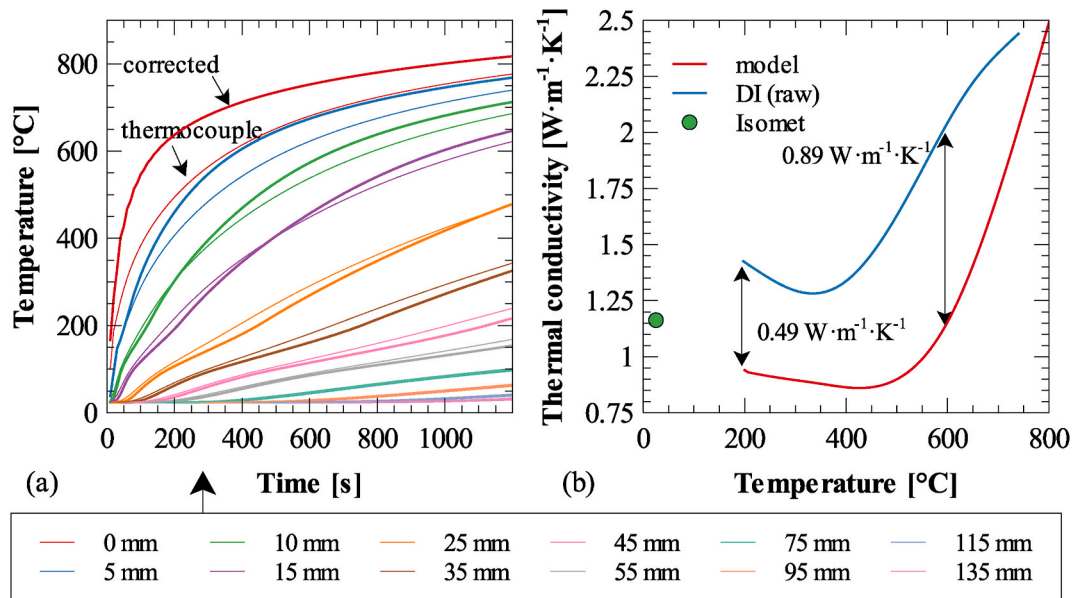 Temperature [°C]
800
600
400
200
0
corrected
thermocouple
0 200 400 600 800 1000
(a) Time [s]
Thermal conductivity [W·m⁻¹·K⁻¹]
2.5
2.25
2
1.75
1.5
1.25
1
0.75
model
DI (raw)
Isomet
0.89 W·m⁻¹·K⁻¹
0.49 W·m⁻¹·K⁻¹
0 200 400 600 800
(b) Temperature [°C]
0 mm 10 mm 25 mm 45 mm 75 mm 115 mm
5 mm 15 mm 35 mm 55 mm 95 mm 135 mm